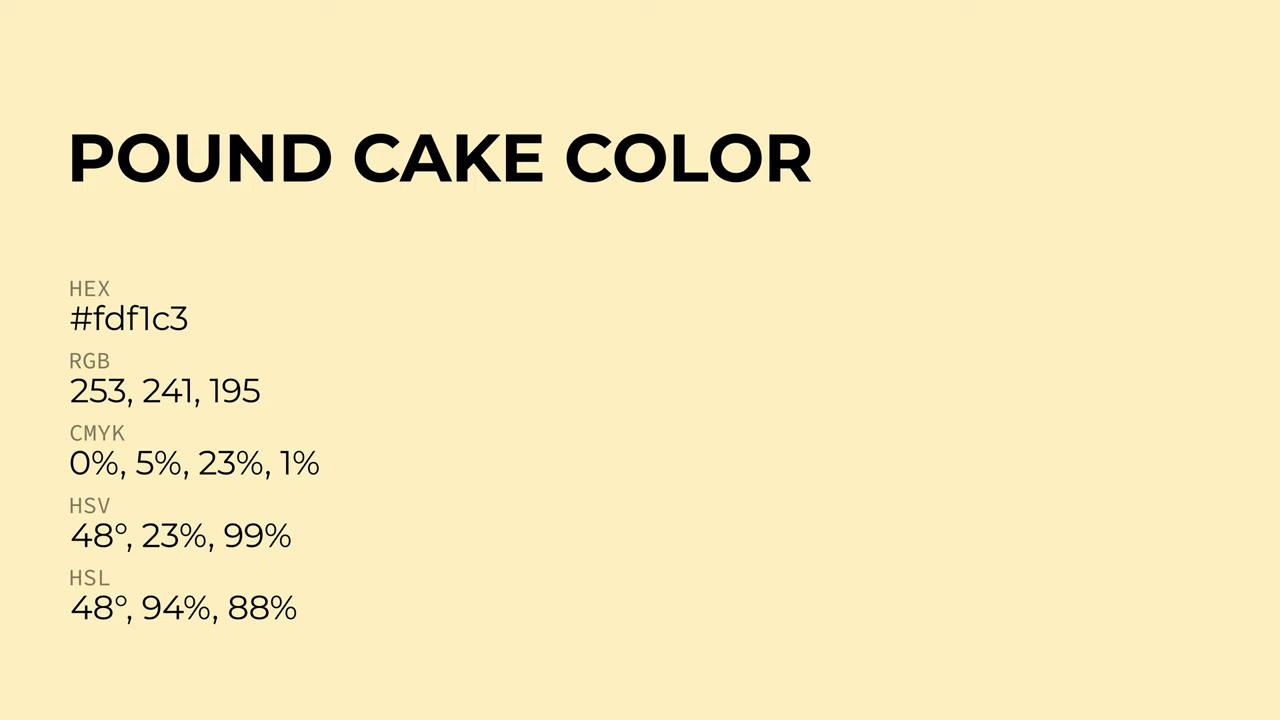 POUND CAKE COLOR
HEX
#fdf1c3
RGB
253, 241, 195
CMYK
0%, 5%, 23%, 1%
HSV
48°, 23%, 99%
HSL
48°, 94%, 88%